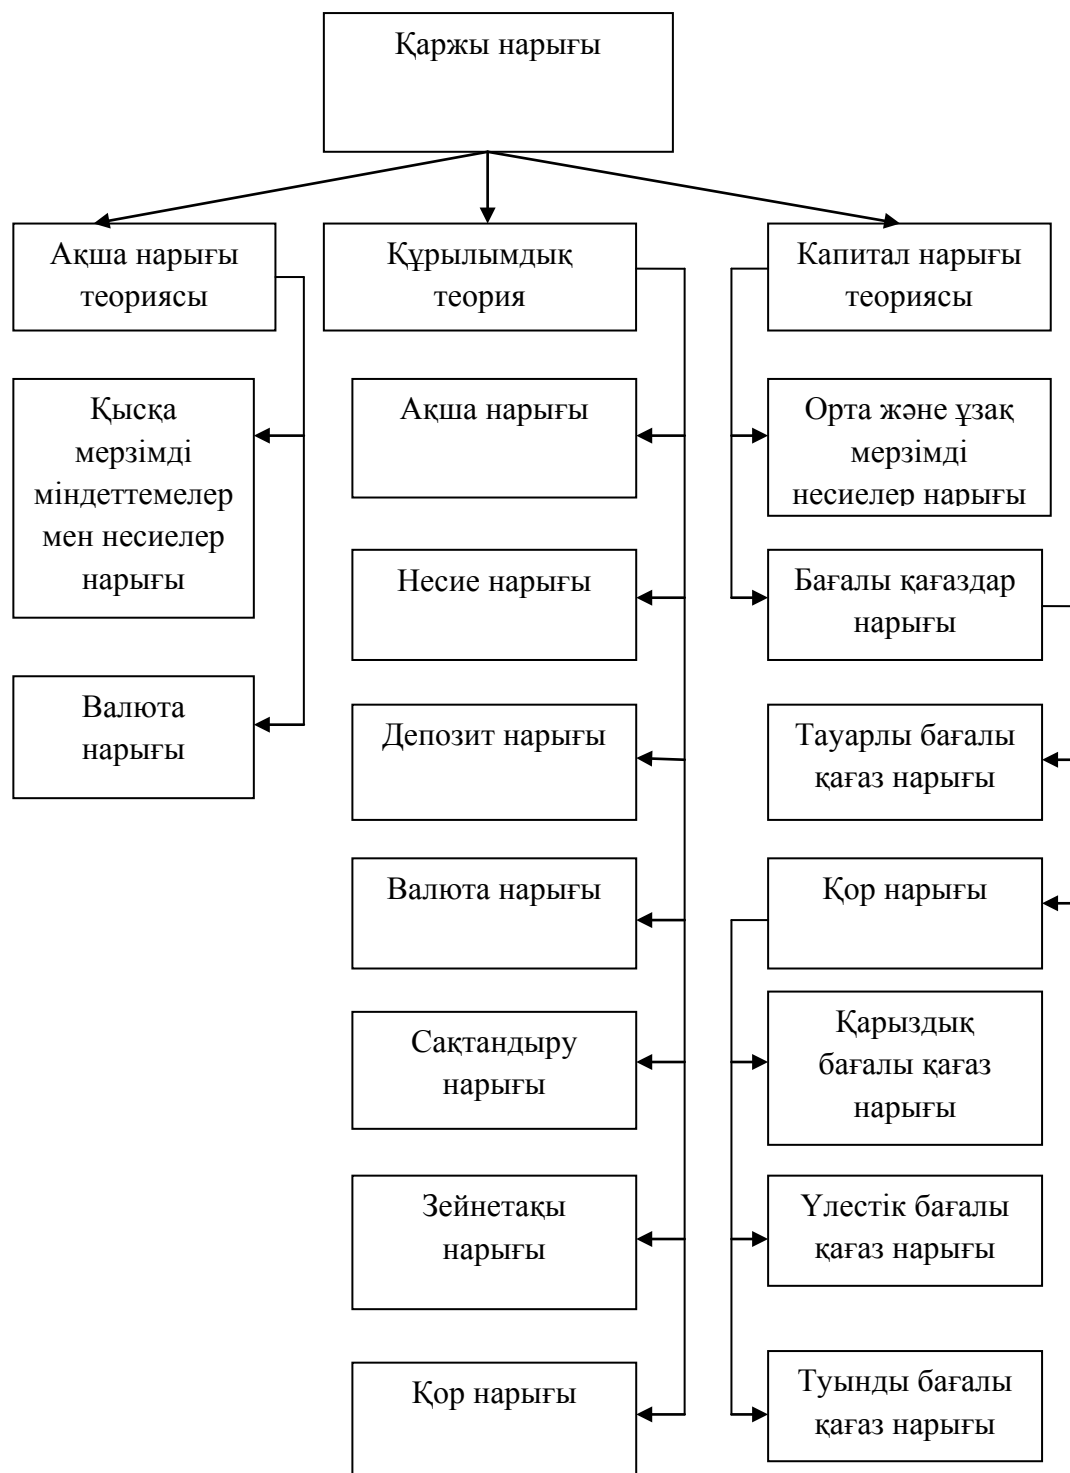 Қаржы нарығы
Ақша нарығы
теориясы
Құрылымдық
теория
Капитал нарығы
теориясы
Қысқа
мерзімді
міндеттемелер
мен несиелер
нарығы
Валюта
нарығы
Ақша нарығы
Несие нарығы
Депозит нарығы
Валюта нарығы
Сақтандыру
нарығы
Зейнетақы
нарығы
Қор нарығы
Орта және ұзақ
мерзімді
несиелер нарығы
Бағалы қағаздар
нарығы
Тауарлы бағалы
қағаз нарығы
Қор нарығы
Қарыздық
бағалы қағаз
нарығы
Үлестік бағалы
қағаз нарығы
Туынды бағалы
қағаз нарығы